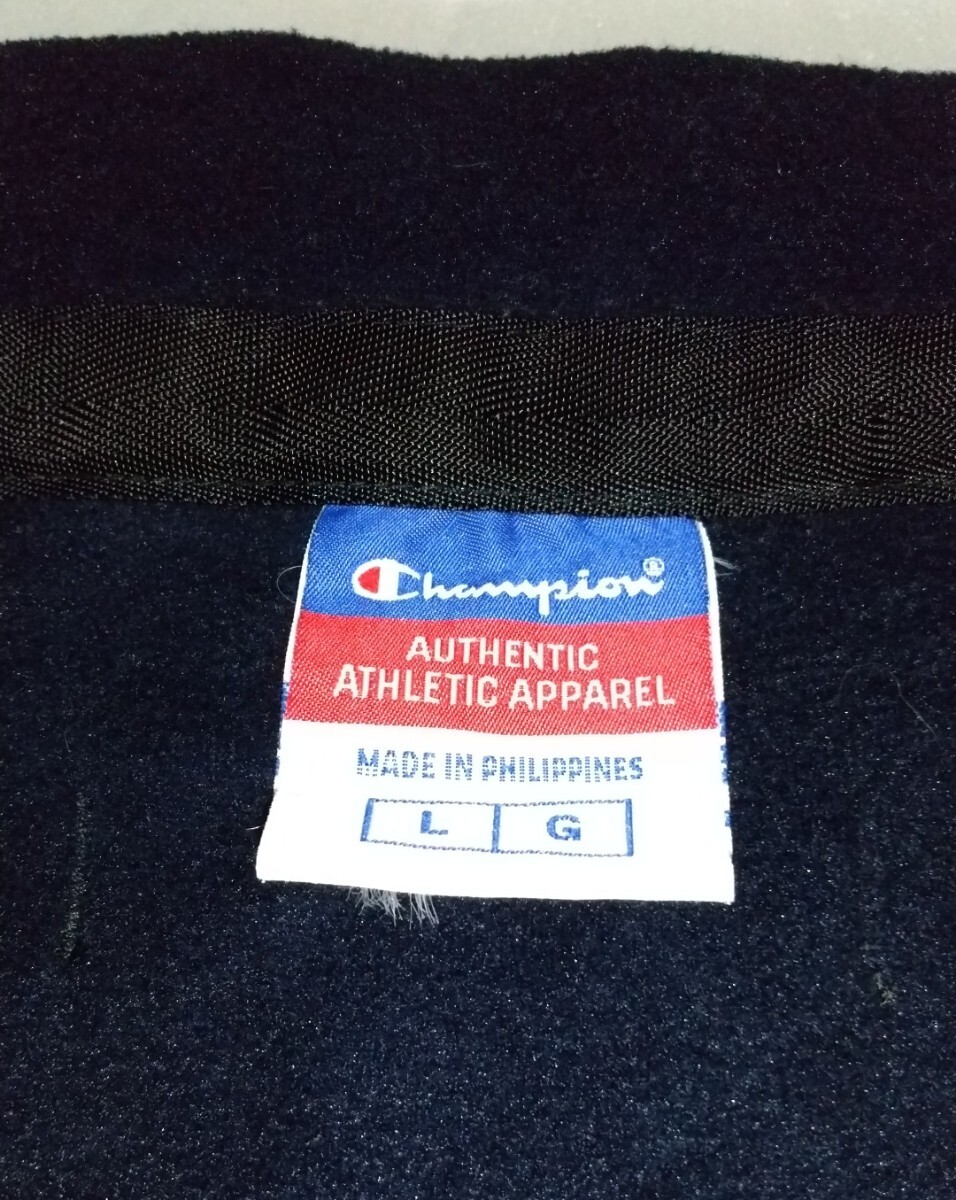 Champion®
AUTHENTIC
ATHLETIC APPAREL
MADE IN PHILIPPINES
L G